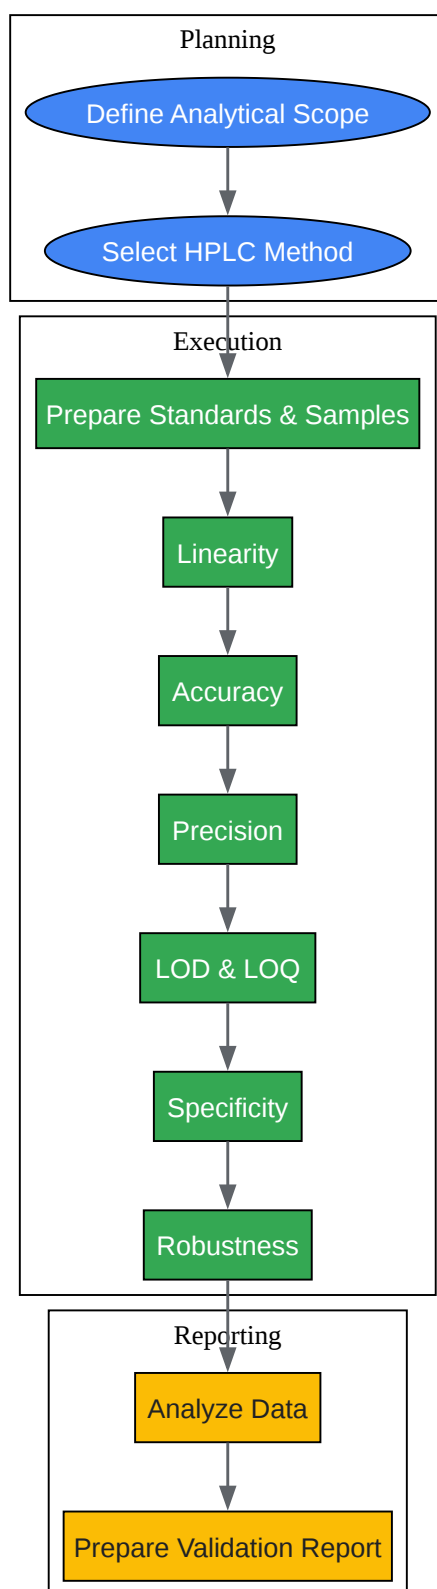 Planning
Define Analytical Scope
Select HPLC Method
Execution
Prepare Standards & Samples
Linearity
Accuracy
Precision
LOD & LOQ
Specificity
Robustness
Reporting
Analyze Data
Prepare Validation Report